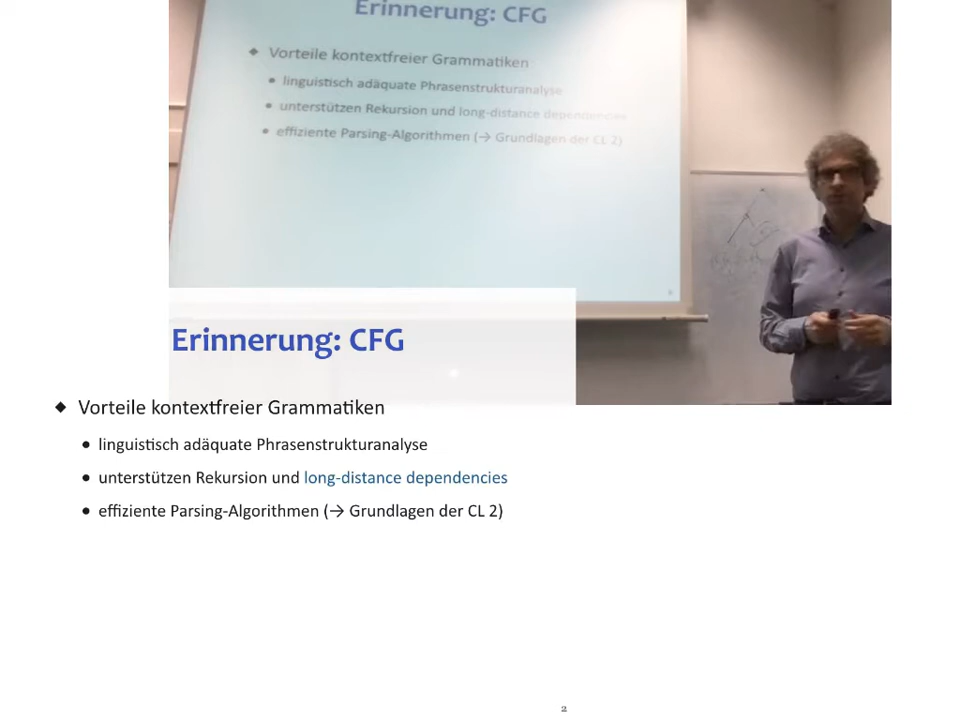 Erinnerung: CFG
◆ Vorteile kontextfreier Grammatiken
• linguistisch adäquate Phrasenstrukturanalyse
• unterstützen Rekursion und long-distance dependencies
• effiziente Parsing-Algorithmen (→ Grundlagen der CL 2)
Erinnerung: CFG
◆ Vorteile kontextfreier Grammatiken
• linguistisch adäquate Phrasenstrukturanalyse
• unterstützen Rekursion und long-distance dependencies
• effiziente Parsing-Algorithmen (→ Grundlagen der CL 2)
2